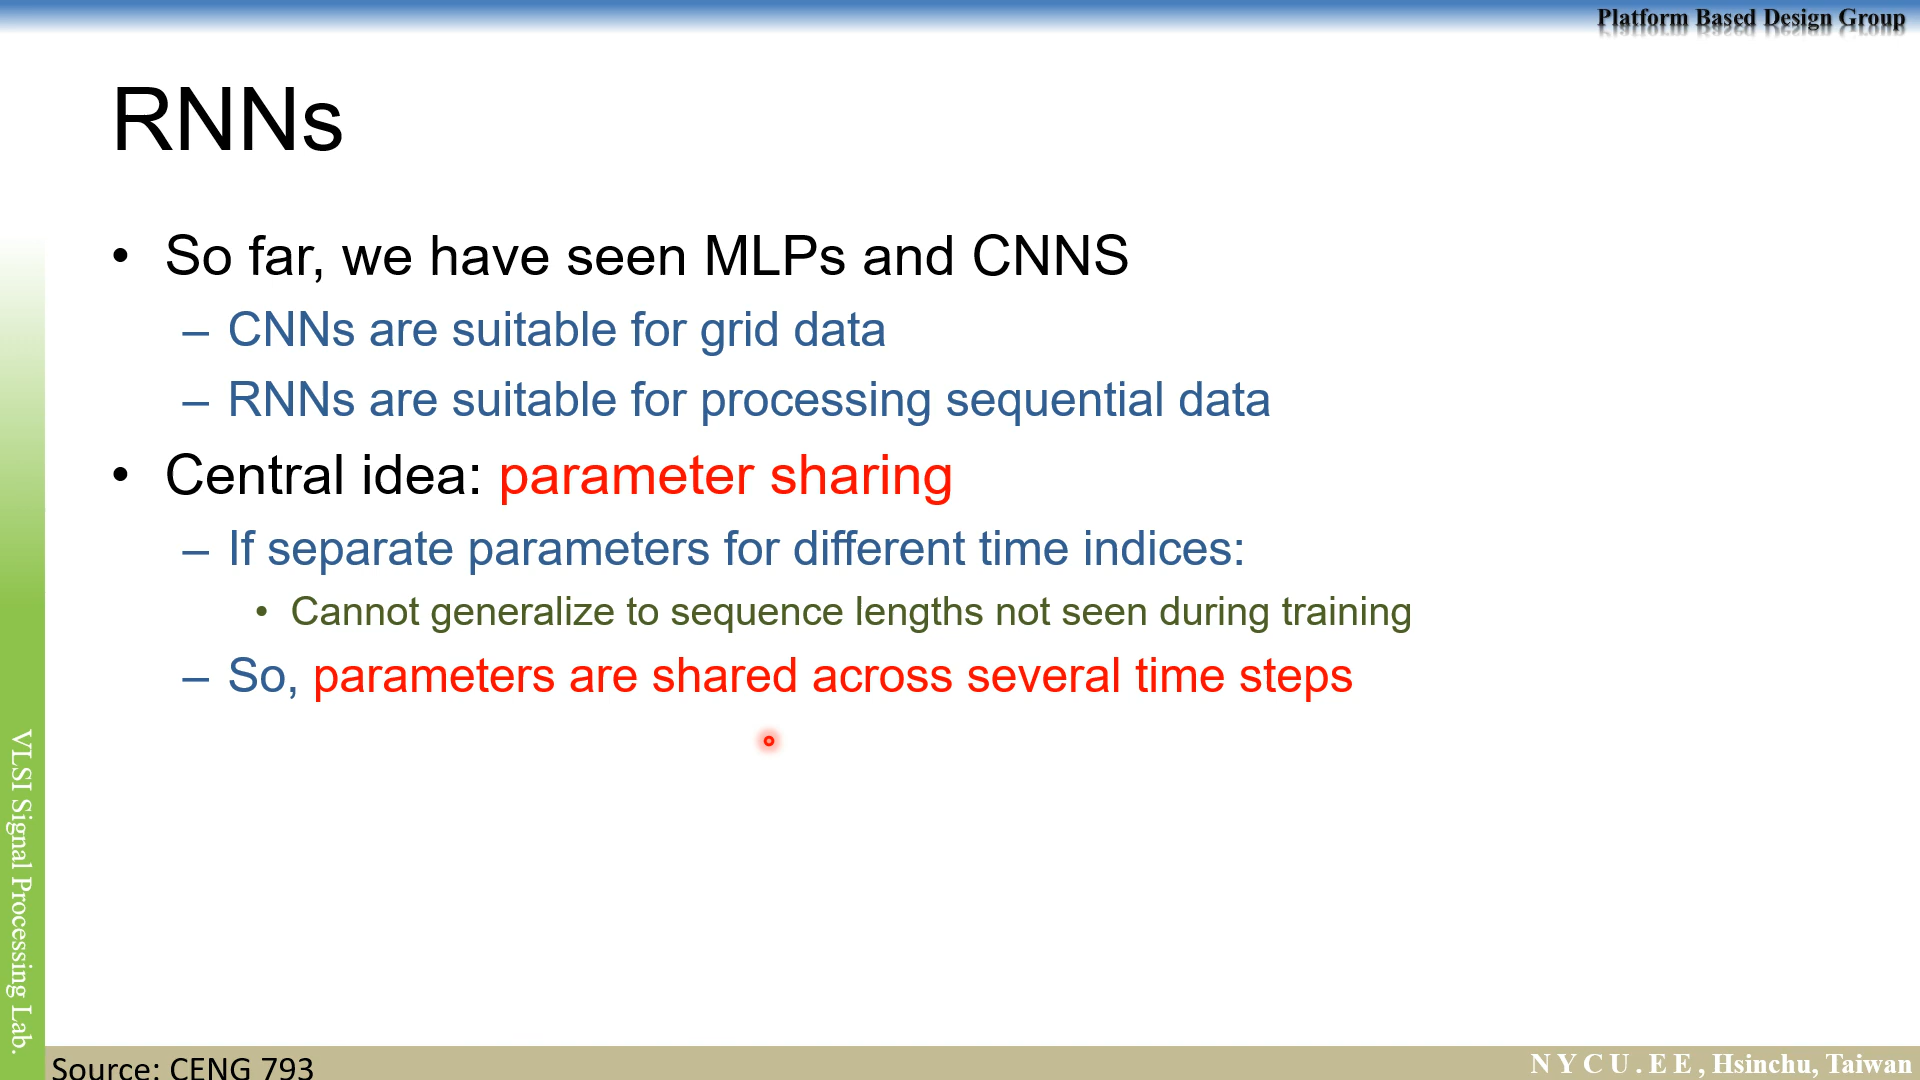 Platform Based Design Group
RNNs
• So far, we have seen MLPs and CNNS
– CNNs are suitable for grid data
– RNNs are suitable for processing sequential data
• Central idea: parameter sharing
– If separate parameters for different time indices:
• Cannot generalize to sequence lengths not seen during training
– So, parameters are shared across several time steps
VLSI Signal Processing Lab.
Source: CENG 793
N Y C U . E E , Hsinchu, Taiwan